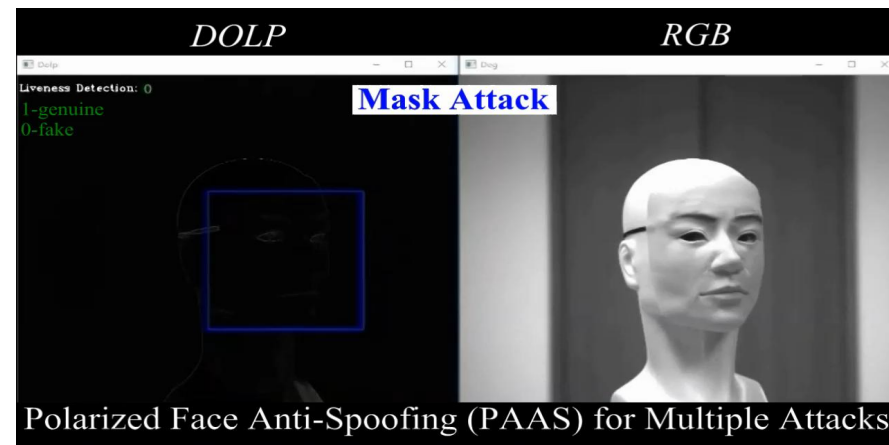 DOLP
RGB
Dolp
Dog
Liveness Detection: 0
1-genuine
0-fake
Mask Attack
Polarized Face Anti-Spoofing (PAAS) for Multiple Attacks